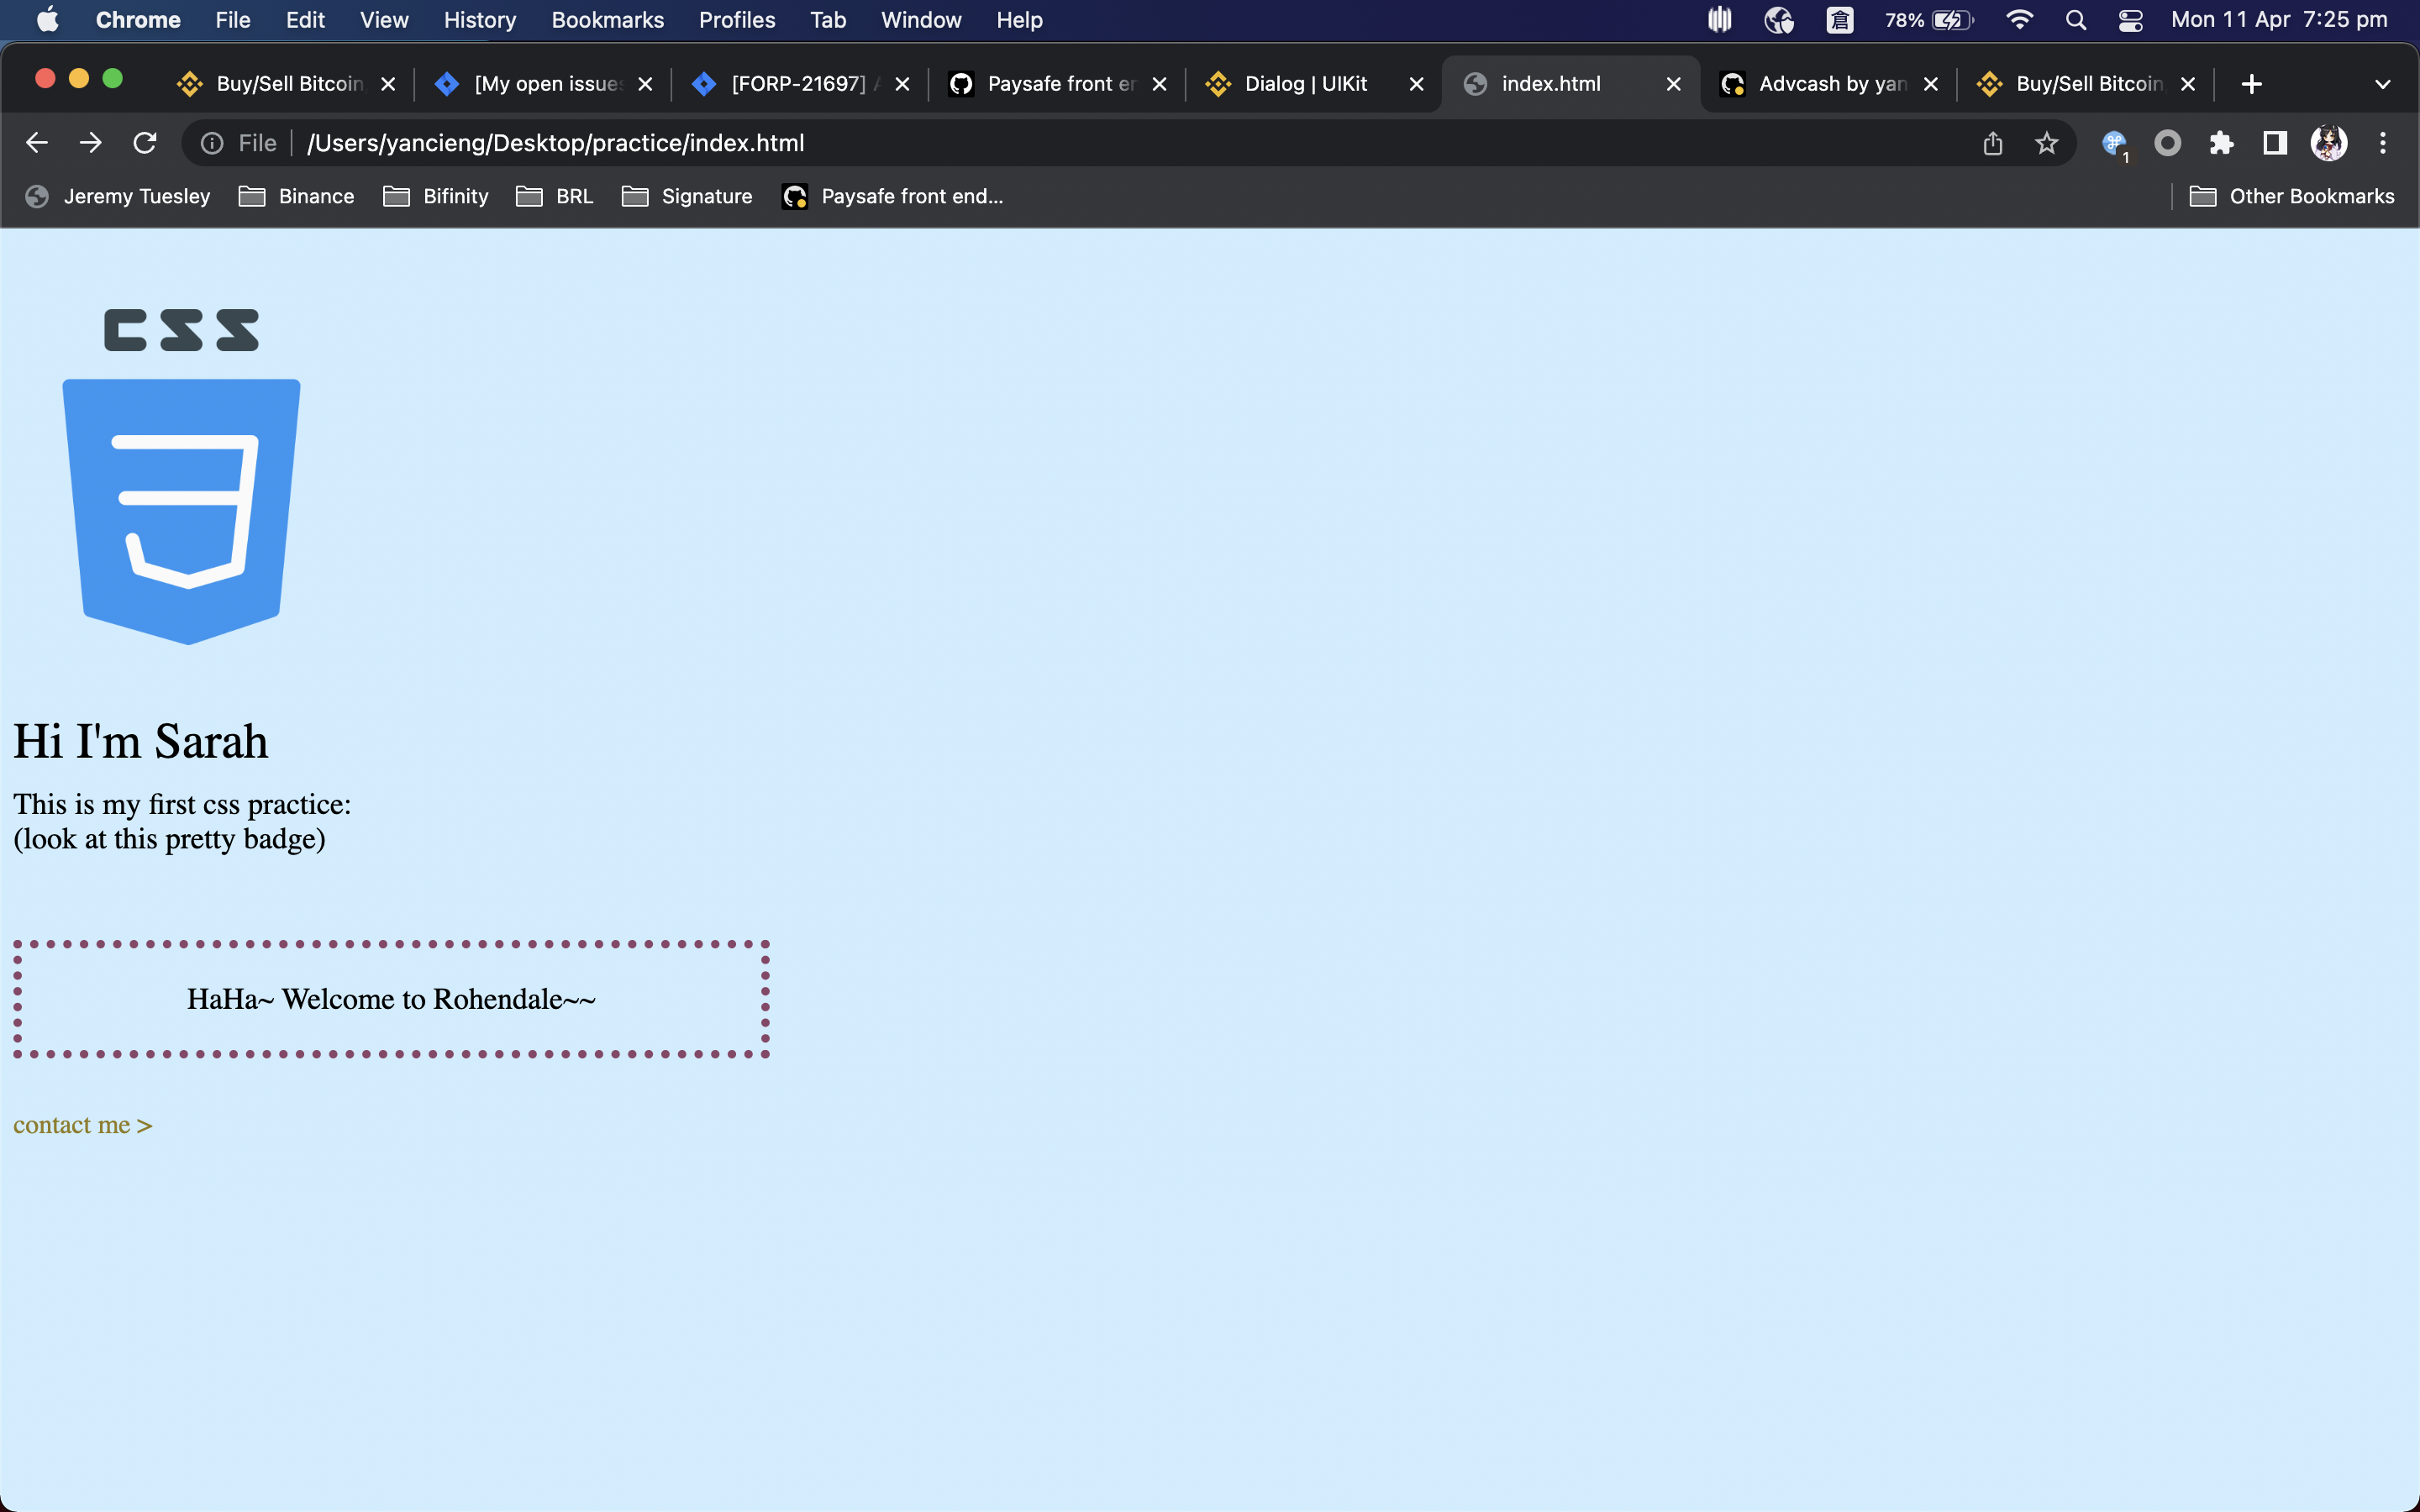 Chrome File Edit View History Bookmarks Profiles Tab Window Help 倉 78% Mon 11 Apr 7:25 pm
Buy/Sell Bitcoin [My open issues [FORP-21697] Paysafe front Dialog | UIKit index.html Advcash by yan Buy/Sell Bitcoin
File /Users/yancieng/Desktop/practice/index.html 1
Jeremy Tuesley Binance Bifinity BRL Signature Paysafe front end... Other Bookmarks
CSS
3
Hi I'm Sarah
This is my first css practice:
(look at this pretty badge)
HaHa~ Welcome to Rohendale~~
contact me >